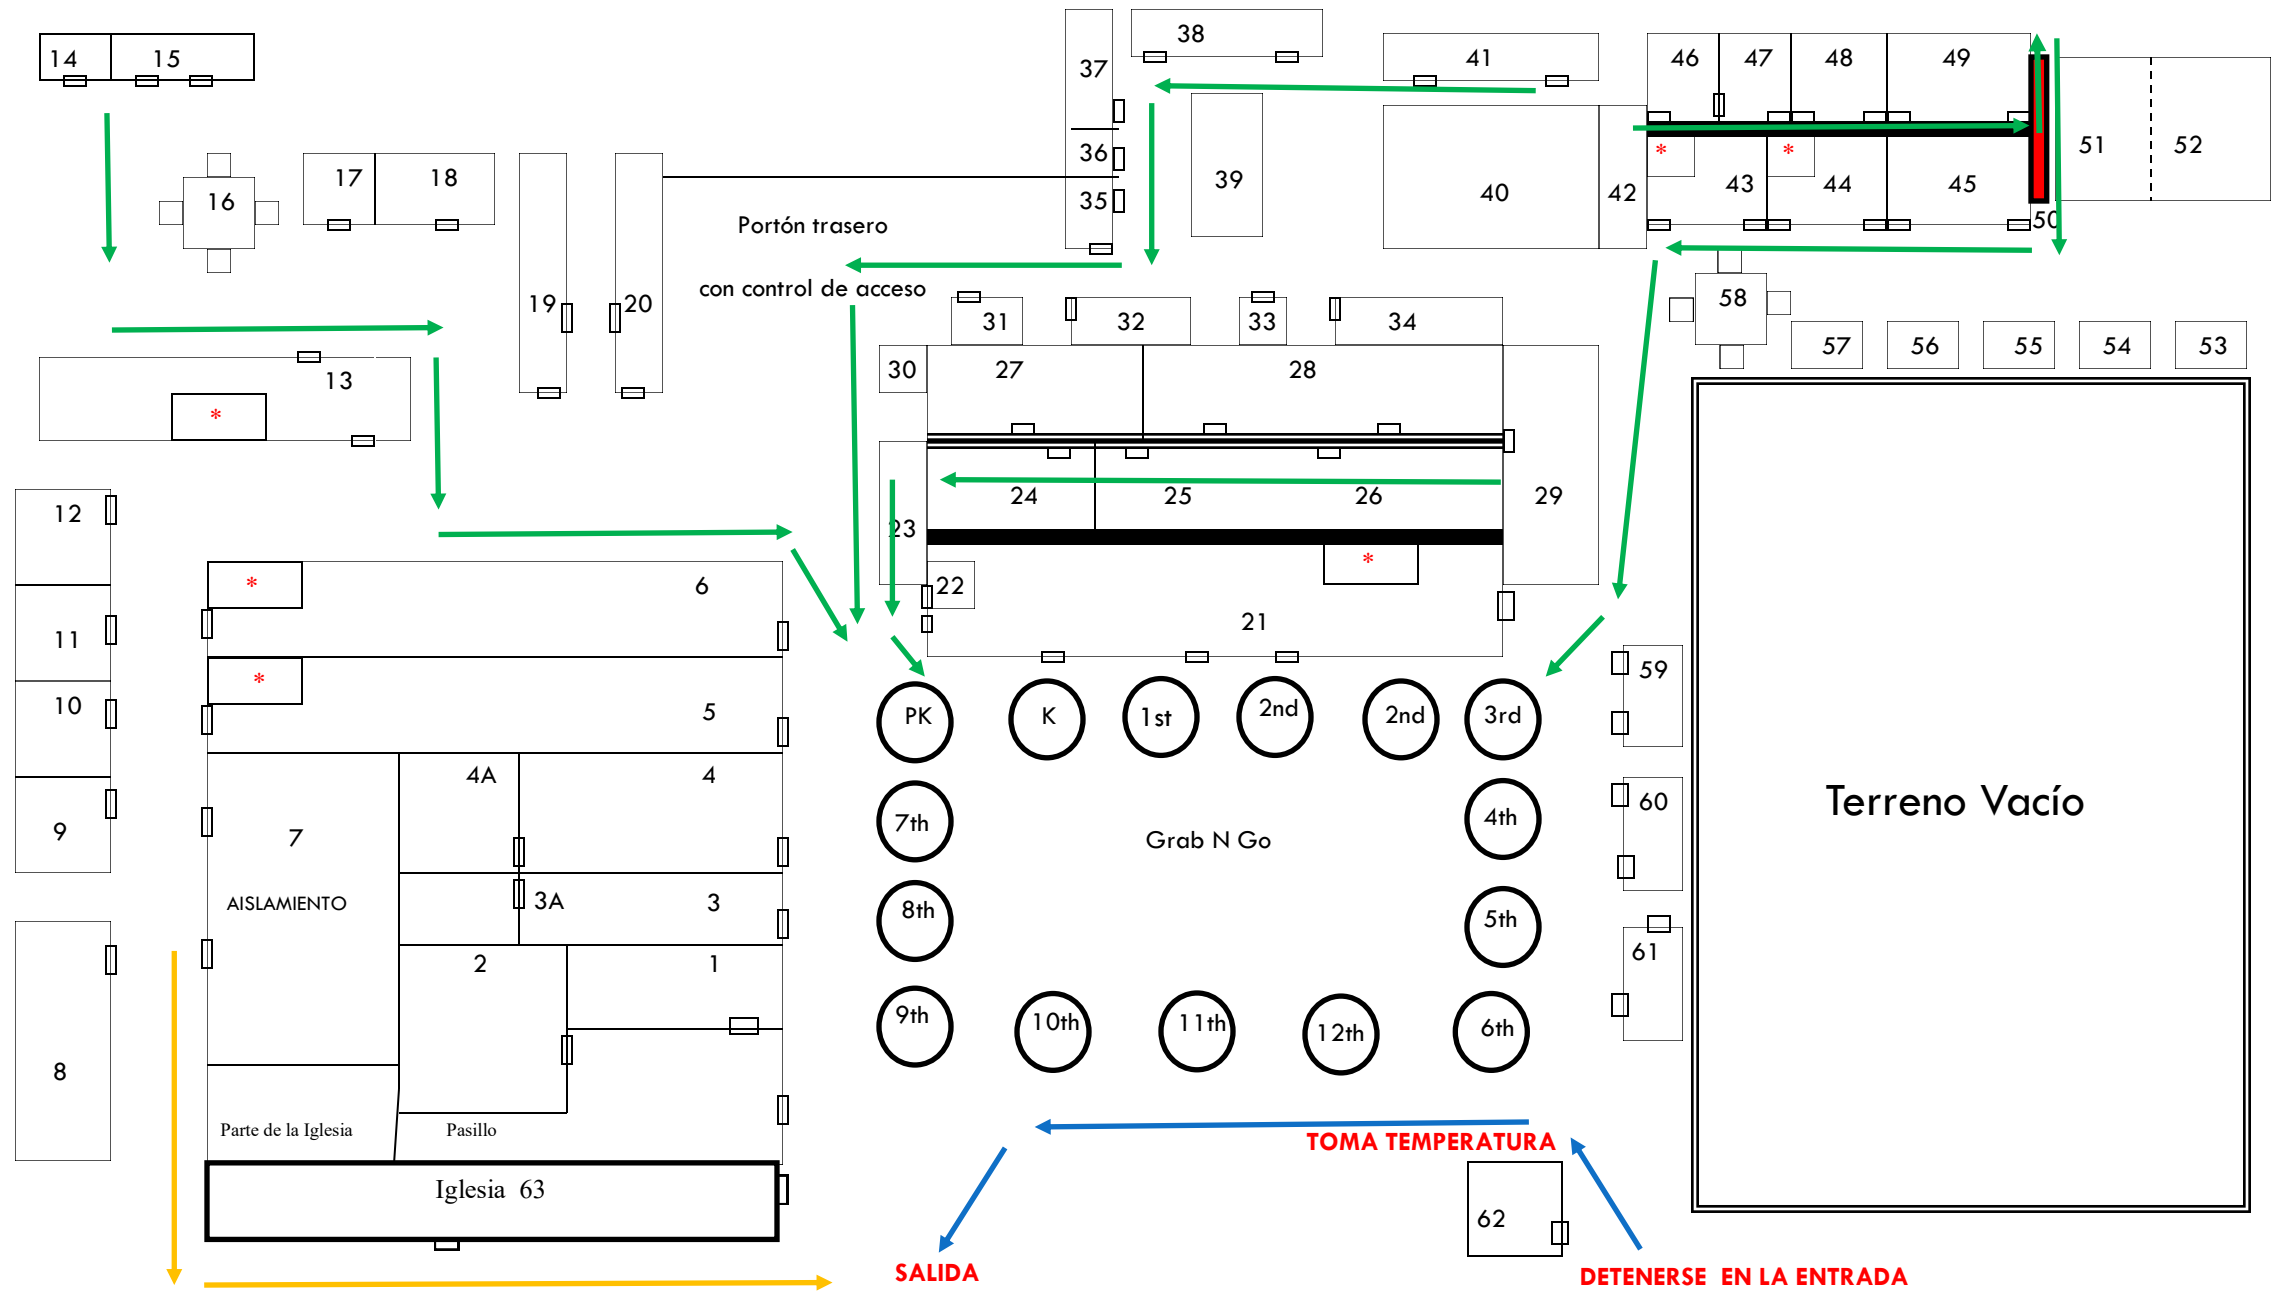 14
15
37
38
41
46
47
48
49
36
39
35
40
42
*
*
43
44
45
51
52
50
16
17
18
Portón trasero
con control de acceso
19
20
31
32
33
34
58
57
56
55
54
53
13
*
30
27
28
12
24
25
26
29
23
*
22
21
11
*
6
10
*
5
PK
K
1st
2nd
2nd
3rd
59
4A
4
9
7
7th
Grab N Go
4th
60
Terreno Vacío
AISLAMIENTO
3A
3
8th
5th
2
1
61
8
9th
10th
11th
12th
6th
Parte de la Iglesia
Pasillo
TOMA TEMPERATURA
Iglesia 63
62
SALIDA
DETENERSE EN LA ENTRADA